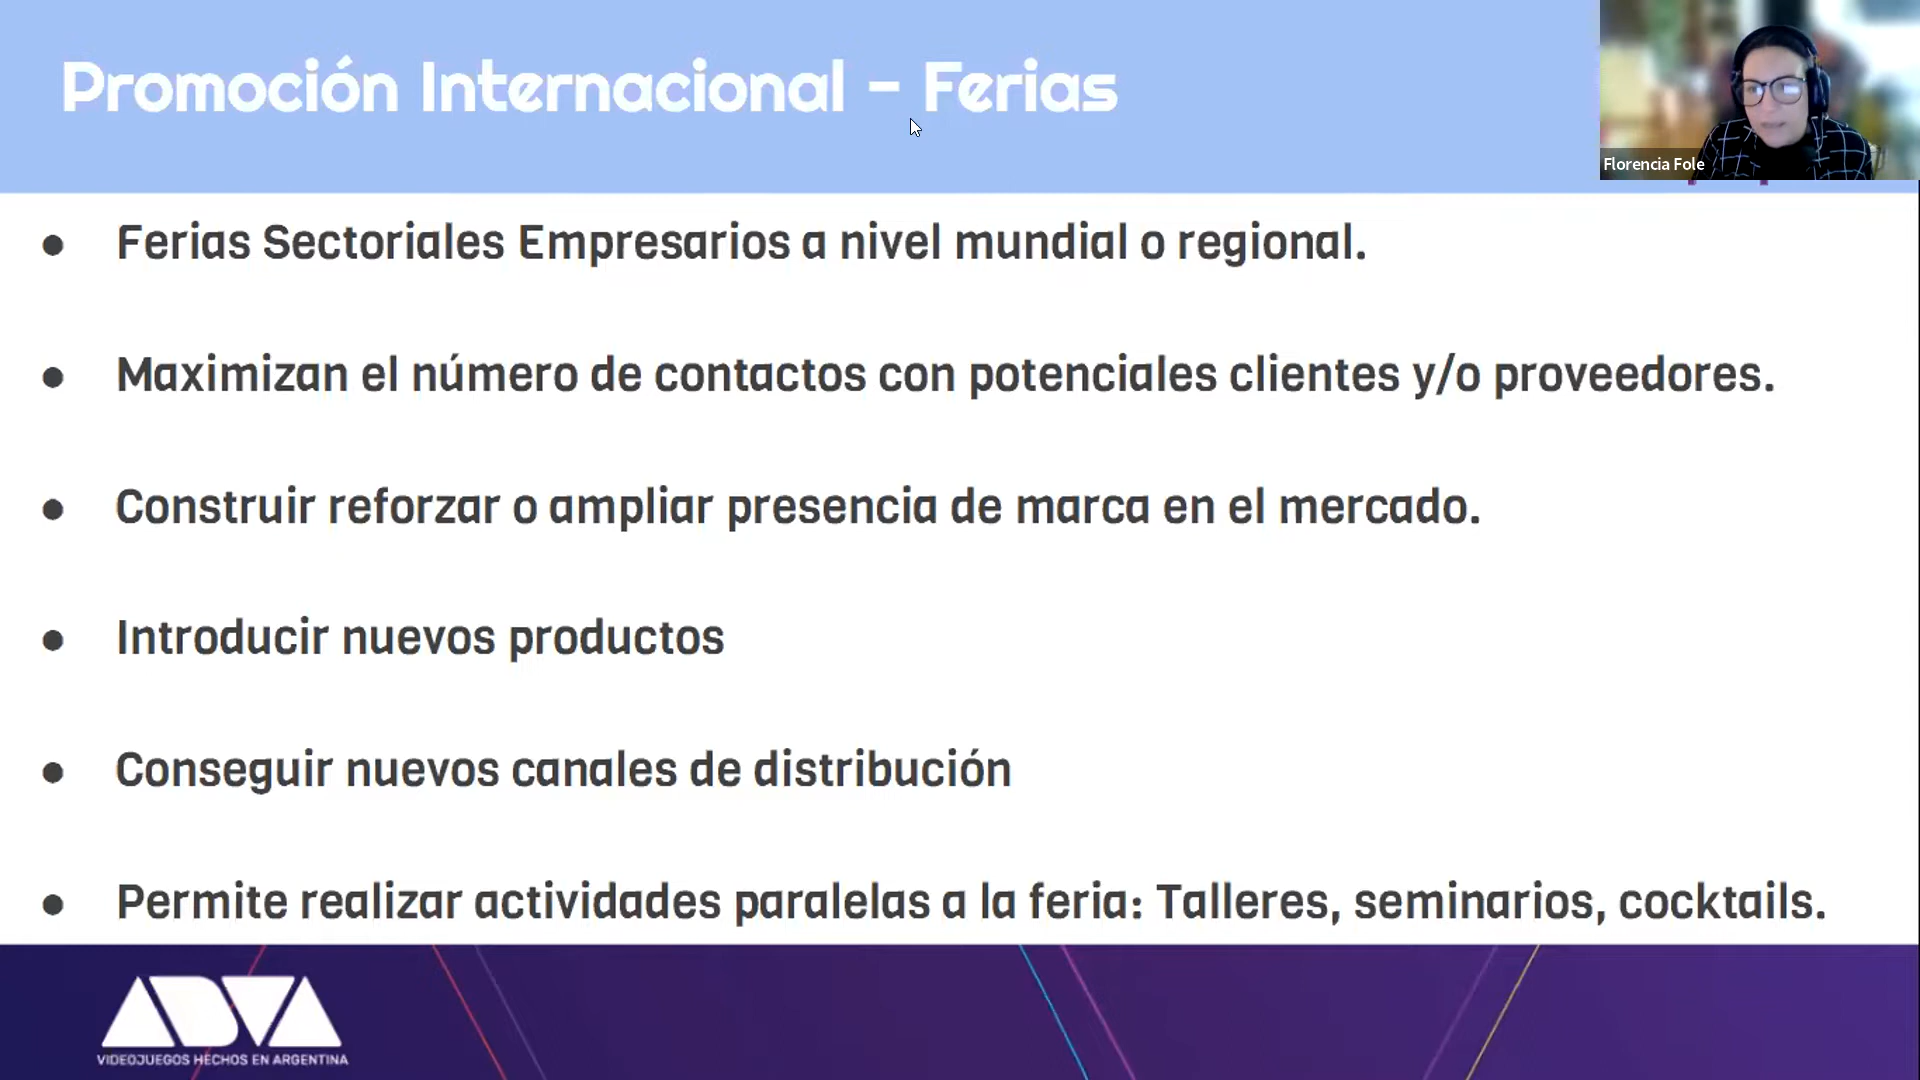 Promoción Internacional - Ferias
Florencia Fole
● Ferias Sectoriales Empresarios a nivel mundial o regional.
● Maximizan el número de contactos con potenciales clientes y/o proveedores.
● Construir reforzar o ampliar presencia de marca en el mercado.
● Introducir nuevos productos
● Conseguir nuevos canales de distribución
● Permite realizar actividades paralelas a la feria: Talleres, seminarios, cocktails.
ADVA
VIDEOJUEGOS HECHOS EN ARGENTINA